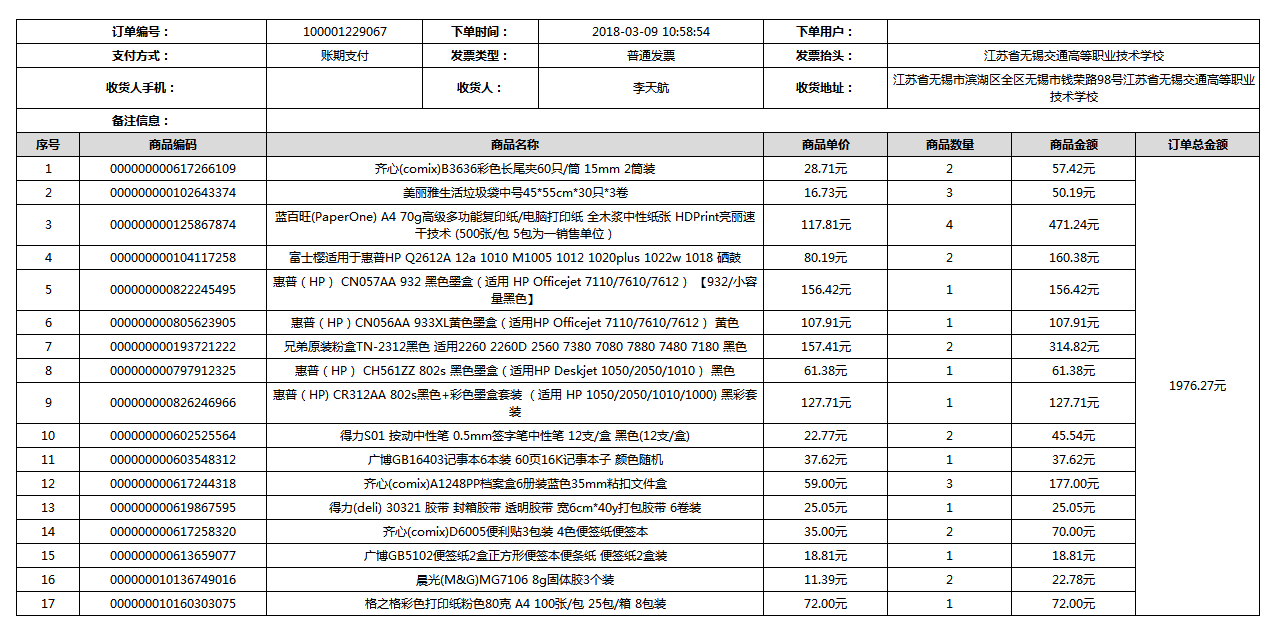 订单编号： 100001229067 下单时间： 2018-03-09 10:58:54 下单用户：
支付方式： 账期支付 发票类型： 普通发票 发票抬头： 江苏省无锡交通高等职业技术学校
收货人手机： 收货人： 李天航 收货地址： 江苏省无锡市滨湖区全区无锡市钱荣路98号江苏省无锡交通高等职业
技术学校
备注信息：
序号 商品编码 商品名称 商品单价 商品数量 商品金额 订单总金额
1 000000000617266109 齐心(comix)B3636彩色长尾夹60只/筒 15mm 2筒装 28.71元 2 57.42元
2 000000000102643374 美丽雅生活垃圾袋中号45*55cm*30只*3卷 16.73元 3 50.19元
3 000000000125867874 蓝百旺(PaperOne) A4 70g高级多功能复印纸/电脑打印纸 全木浆中性纸张 HDPrint亮丽速
干技术 (500张/包 5包为一销售单位 ) 117.81元 4 471.24元
4 000000000104117258 富士樱适用于惠普HP Q2612A 12a 1010 M1005 1012 1020plus 1022w 1018 硒鼓 80.19元 2 160.38元
5 000000000822245495 惠普（HP） CN057AA 932 黑色墨盒（适用 HP Officejet 7110/7610/7612） 【932/小容
量黑色】 156.42元 1 156.42元
6 000000000805623905 惠普（HP）CN056AA 933XL黄色墨盒（适用HP Officejet 7110/7610/7612） 黄色 107.91元 1 107.91元
7 000000000193721222 兄弟原装粉盒TN-2312黑色 适用2260 2260D 2560 7380 7080 7880 7480 7180 黑色 157.41元 2 314.82元
8 000000000797912325 惠普（HP） CH561ZZ 802s 黑色墨盒（适用HP Deskjet 1050/2050/1010） 黑色 61.38元 1 61.38元
9 000000000826246966 惠普（HP) CR312AA 802s黑色+彩色墨盒套装 （适用 HP 1050/2050/1010/1000) 黑彩套
装 127.71元 1 127.71元
1976.27元
10 000000000602525564 得力S01 按动中性笔 0.5mm签字笔中性笔 12支/盒 黑色(12支/盒) 22.77元 2 45.54元
11 000000000603548312 广博GB16403记事本6本装 60页16K记事本子 颜色随机 37.62元 1 37.62元
12 000000000617244318 齐心(comix)A1248PP档案盒6册装蓝色35mm粘扣文件盒 59.00元 3 177.00元
13 000000000619867595 得力(deli) 30321 胶带 封箱胶带 透明胶带 宽6cm*40y打包胶带 6卷装 25.05元 1 25.05元
14 000000000617258320 齐心(comix)D6005便利贴3包装 4色便签纸便签本 35.00元 2 70.00元
15 000000000613659077 广博GB5102便签纸2盒正方形便签本便条纸 便签纸2盒装 18.81元 1 18.81元
16 000000010136749016 晨光(M&G)MG7106 8g固体胶3个装 11.39元 2 22.78元
17 000000010160303075 格之格彩色打印纸粉色80克 A4 100张/包 25包/箱 8包装 72.00元 1 72.00元